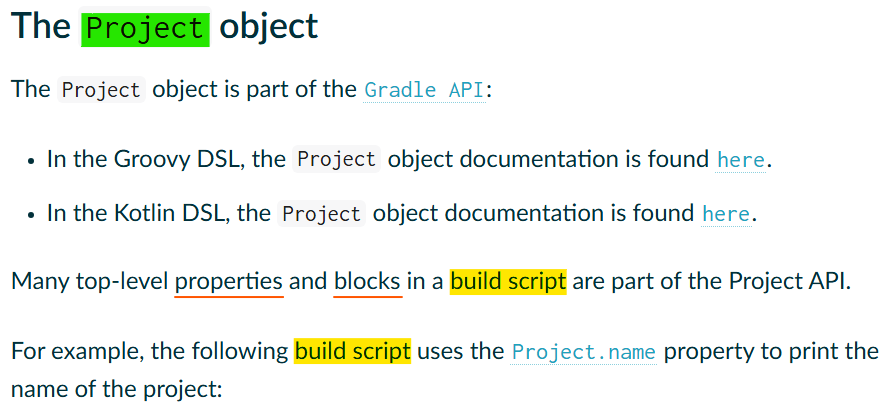 The Project object
The Project object is part of the Gradle API:
• In the Groovy DSL, the Project object documentation is found here.
• In the Kotlin DSL, the Project object documentation is found here.
Many top-level properties and blocks in a build script are part of the Project API.
For example, the following build script uses the Project.name property to print the
name of the project: